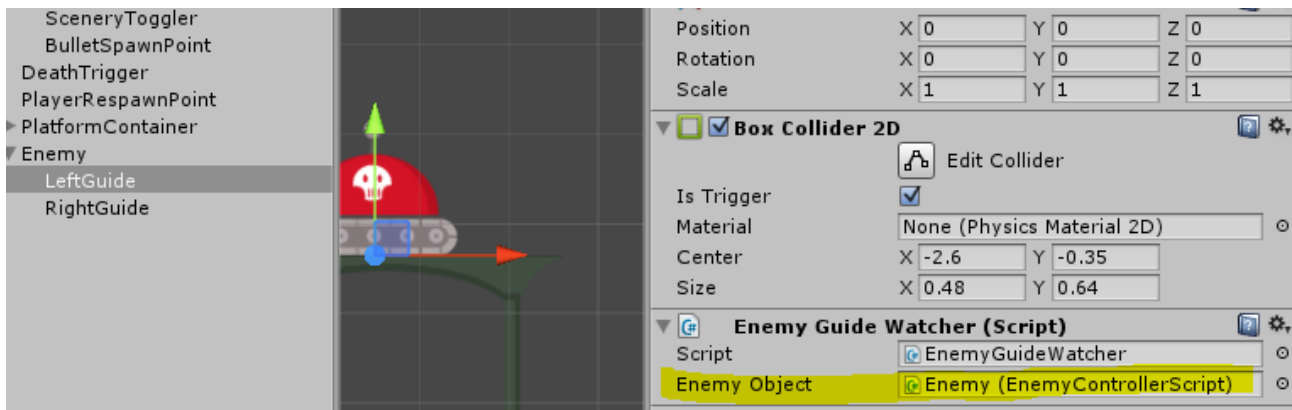 SceneryToggler
BulletSpawnPoint
DeathTrigger
PlayerRespawnPoint
PlatformContainer
Enemy
LeftGuide
RightGuide
Position X 0 Y 0 Z 0
Rotation X 0 Y 0 Z 0
Scale X 1 Y 1 Z 1
Box Collider 2D
Edit Collider
Is Trigger
Material None (Physics Material 2D)
Center X -2.6 Y -0.35
Size X 0.48 Y 0.64
Enemy Guide Watcher (Script)
Script EnemyGuideWatcher
Enemy Object Enemy (EnemyControllerScript)